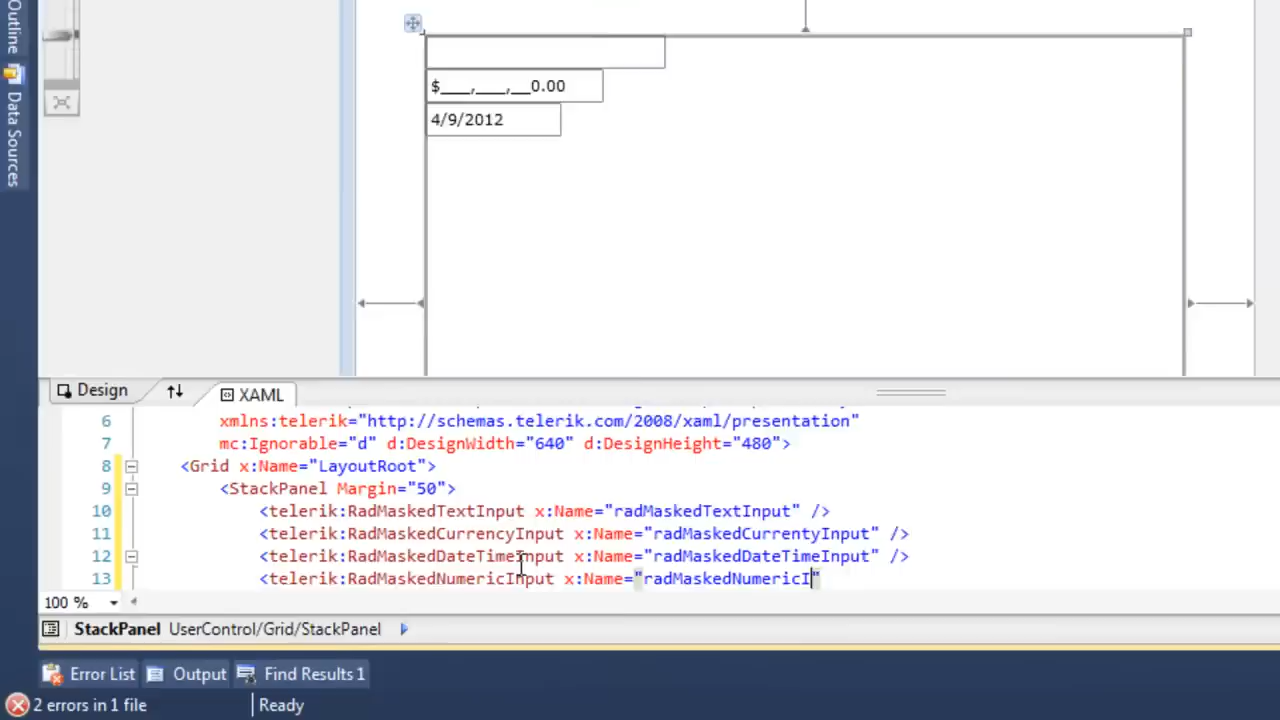 Outline
Data Sources
$___,___,__0.00
4/9/2012
Design
XAML
6 xmlns:telerik="http://schemas.telerik.com/2008/xaml/presentation"
7 mc:Ignorable="d" d:DesignWidth="640" d:DesignHeight="480">
8 <Grid x:Name="LayoutRoot">
9 <StackPanel Margin="50">
10 <telerik:RadMaskedTextInput x:Name="radMaskedTextInput" />
11 <telerik:RadMaskedCurrencyInput x:Name="radMaskedCurrentyInput" />
12 <telerik:RadMaskedDateTimeInput x:Name="radMaskedDateTimeInput" />
13 <telerik:RadMaskedNumericInput x:Name="radMaskedNumericI"
100 %
StackPanel UserControl/Grid/StackPanel
Error List Output Find Results 1
2 errors in 1 file Ready